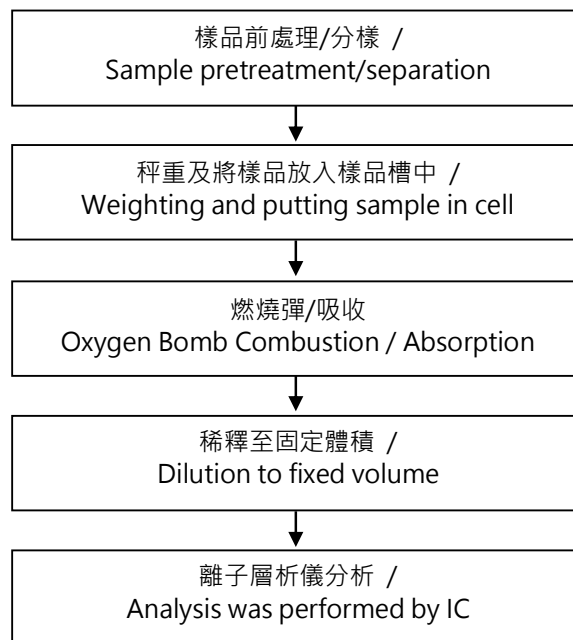 樣品前處理/分樣 /
Sample pretreatment/separation
秤重及將樣品放入樣品槽中 /
Weighting and putting sample in cell
燃燒彈/吸收
Oxygen Bomb Combustion / Absorption
稀釋至固定體積 /
Dilution to fixed volume
離子層析儀分析 /
Analysis was performed by IC